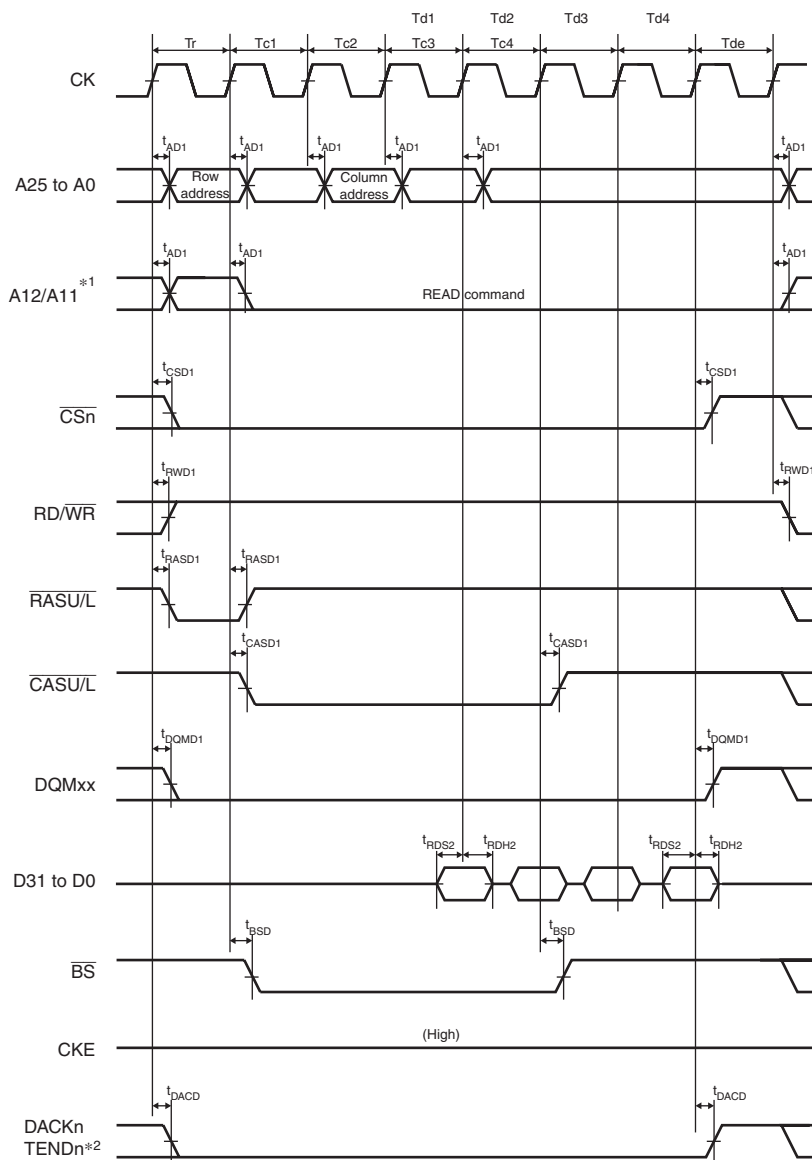 Td1 Td2 Td3 Td4
Tr Tc1 Tc2 Tc3 Tc4 Tde
CK
tAD1 tAD1 tAD1 tAD1 tAD1 tAD1
A25 to A0
Row
address
Column
address
tAD1 tAD1 tAD1
A12/A11*1
READ command
tCSD1 tCSD1
CSn
tRWD1 tRWD1
RD/WR
tRASD1 tRASD1
RASU/L
tCASD1 tCASD1
CASU/L
tDQMD1 tDQMD1
DQMxx
tRDS2 tRDH2 tRDS2 tRDH2
D31 to D0
tBSD tBSD
BS
(High)
CKE
tDACD tDACD
DACKn
TENDn*2